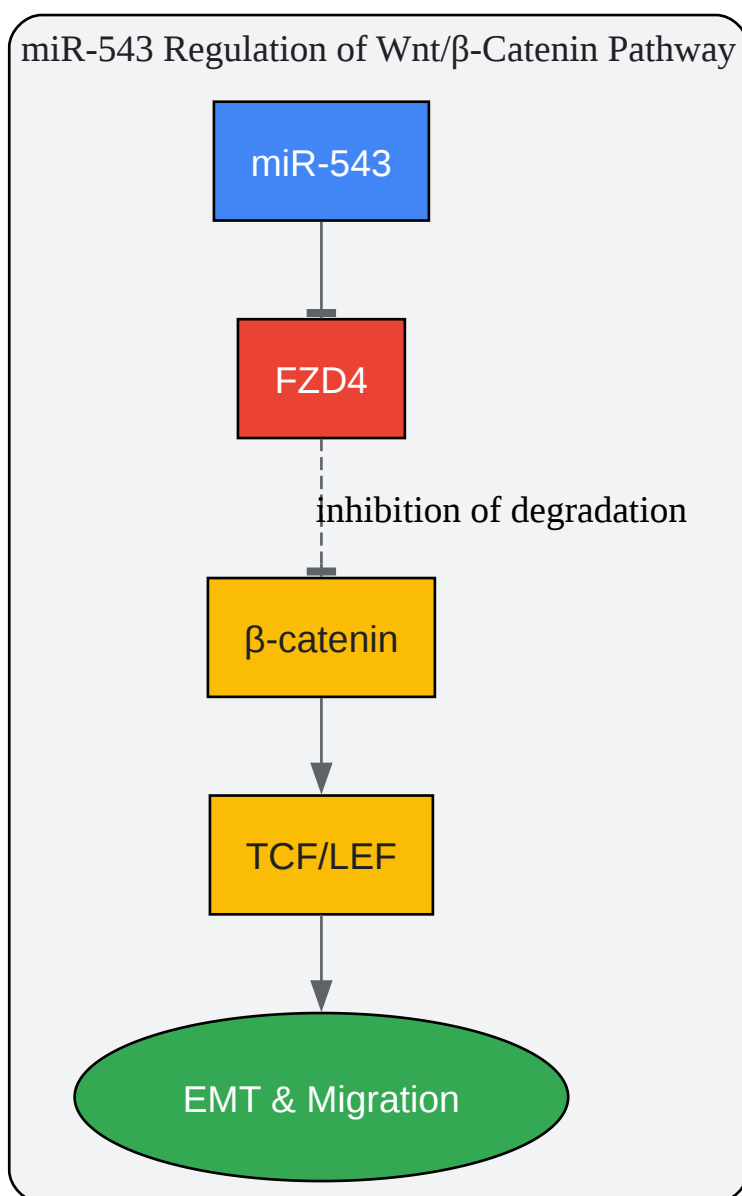 miR-543 Regulation of Wnt/β-Catenin Pathway
miR-543
FZD4
inhibition of degradation
β-catenin
TCF/LEF
EMT & Migration